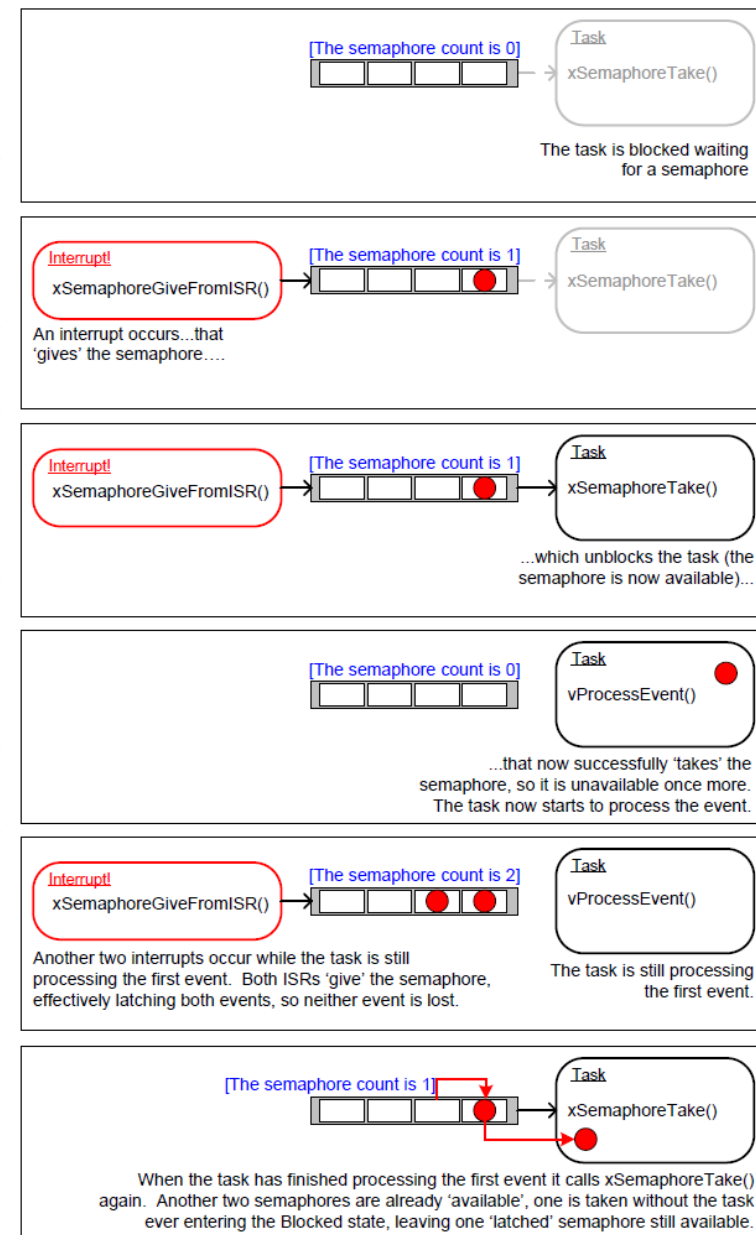 [The semaphore count is 0]
Task
xSemaphoreTake()
The task is blocked waiting
for a semaphore
Interrupt!
xSemaphoreGiveFromISR()
An interrupt occurs...that
‘gives’ the semaphore….
[The semaphore count is 1]
Task
xSemaphoreTake()
Interrupt!
xSemaphoreGiveFromISR()
[The semaphore count is 1]
Task
xSemaphoreTake()
...which unblocks the task (the
semaphore is now available)...
[The semaphore count is 0]
Task
vProcessEvent()
...that now successfully ‘takes’ the
semaphore, so it is unavailable once more.
The task now starts to process the event.
Interrupt!
xSemaphoreGiveFromISR()
[The semaphore count is 2]
Task
vProcessEvent()
Another two interrupts occur while the task is still
processing the first event. Both ISRs ‘give’ the semaphore,
effectively latching both events, so neither event is lost.
The task is still processing
the first event.
[The semaphore count is 1]
Task
xSemaphoreTake()
When the task has finished processing the first event it calls xSemaphoreTake()
again. Another two semaphores are already ‘available’, one is taken without the task
ever entering the Blocked state, leaving one ‘latched’ semaphore still available.